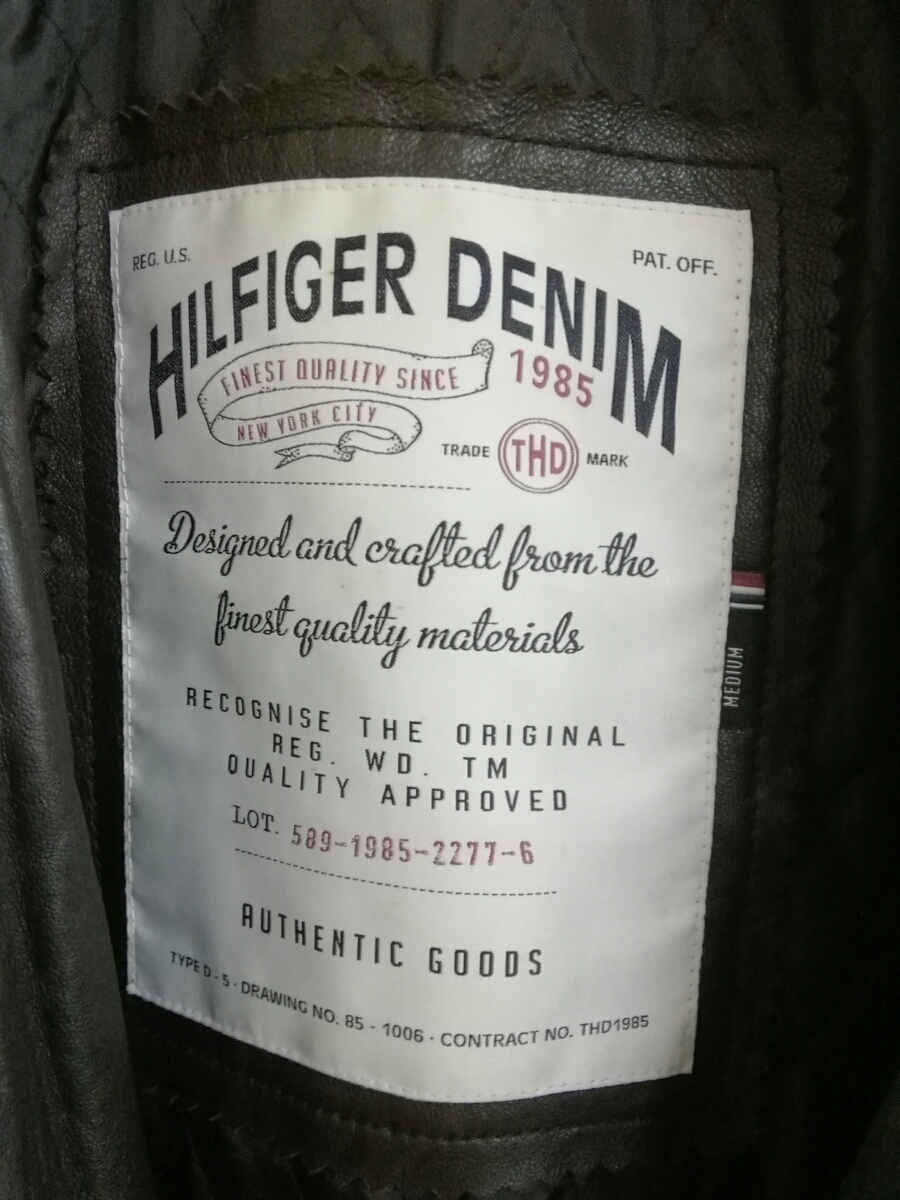 REG. U.S.
PAT. OFF.
HILFIGER DENIM
FINEST QUALITY SINCE 1985
NEW YORK CITY
TRADE THD MARK
Designed and crafted from the
finest quality materials
MEDIUM
RECOGNISE THE ORIGINAL
REG. WD. TM
QUALITY APPROVED
LOT. 589-1985-2277-6
AUTHENTIC GOODS
TYPE D - 5 · DRAWING NO. 85 - 1006 · CONTRACT NO. THD1985